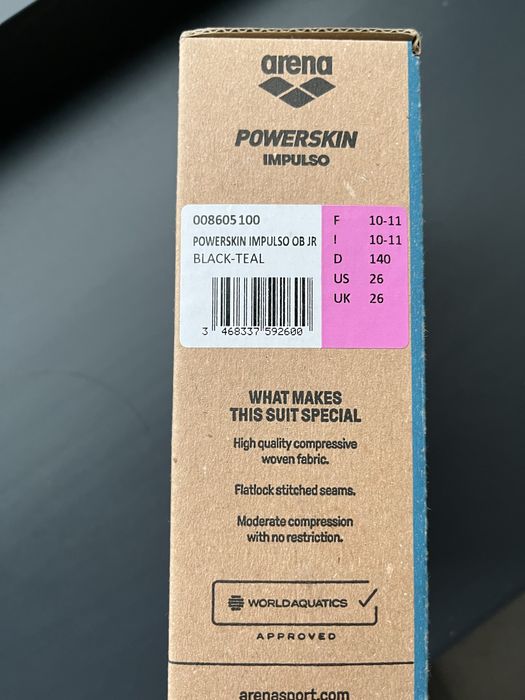 arena
POWERSKIN
IMPULSO
008605100
POWERSKIN IMPULSO OB JR
BLACK-TEAL
3 468337 592600
F 10-11
I 10-11
D 140
US 26
UK 26
WHAT MAKES
THIS SUIT SPECIAL
High quality compressive
woven fabric.
Flatlock stitched seams.
Moderate compression
with no restriction.
WORLD AQUATICS
APPROVED
arenasport.com